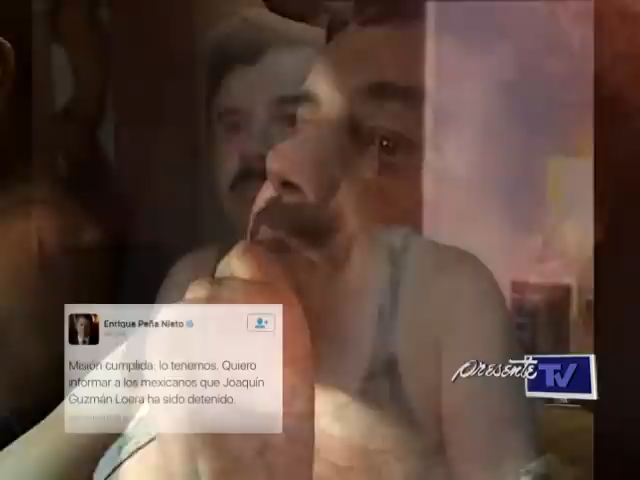 Enrique Peña Nieto
Misión cumplida: lo tenemos. Quiero
informar a los mexicanos que Joaquín
Guzmán Loera ha sido detenido.
presente TV